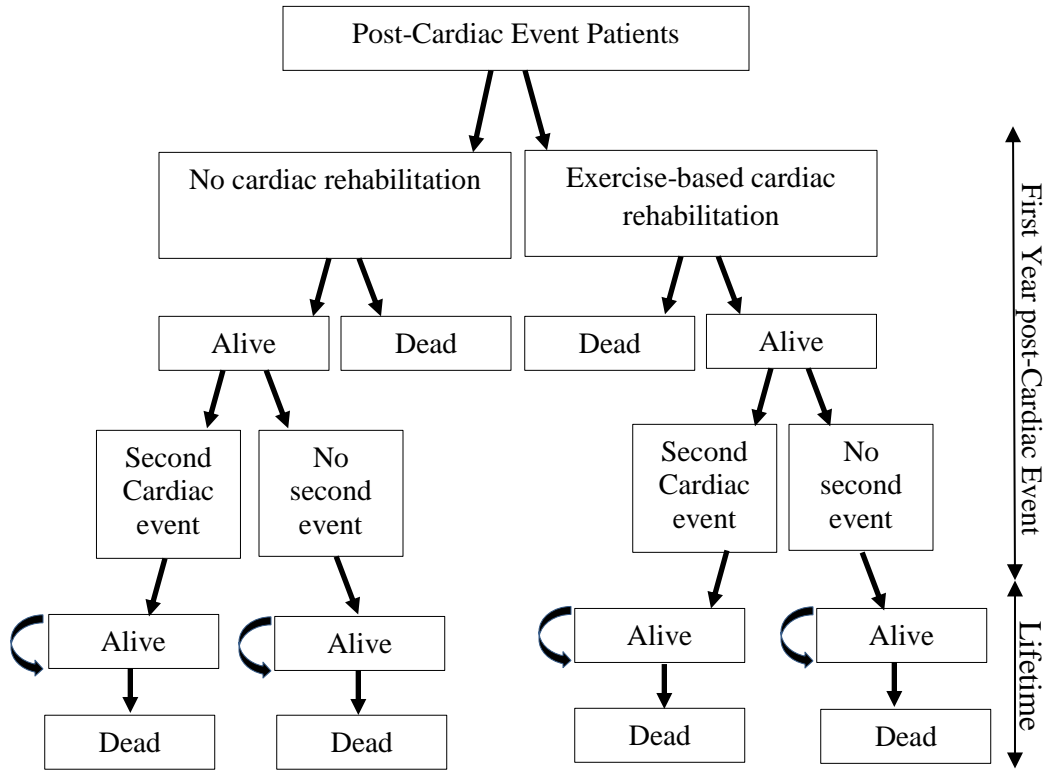 Post-Cardiac Event Patients
No cardiac rehabilitation
Exercise-based cardiac
rehabilitation
Alive
Dead
Dead
Alive
Second
Cardiac
event
No
second
event
Second
Cardiac
event
No
second
event
Alive
Alive
Alive
Alive
Dead
Dead
Dead
Dead
First Year post-Cardiac Event
Lifetime